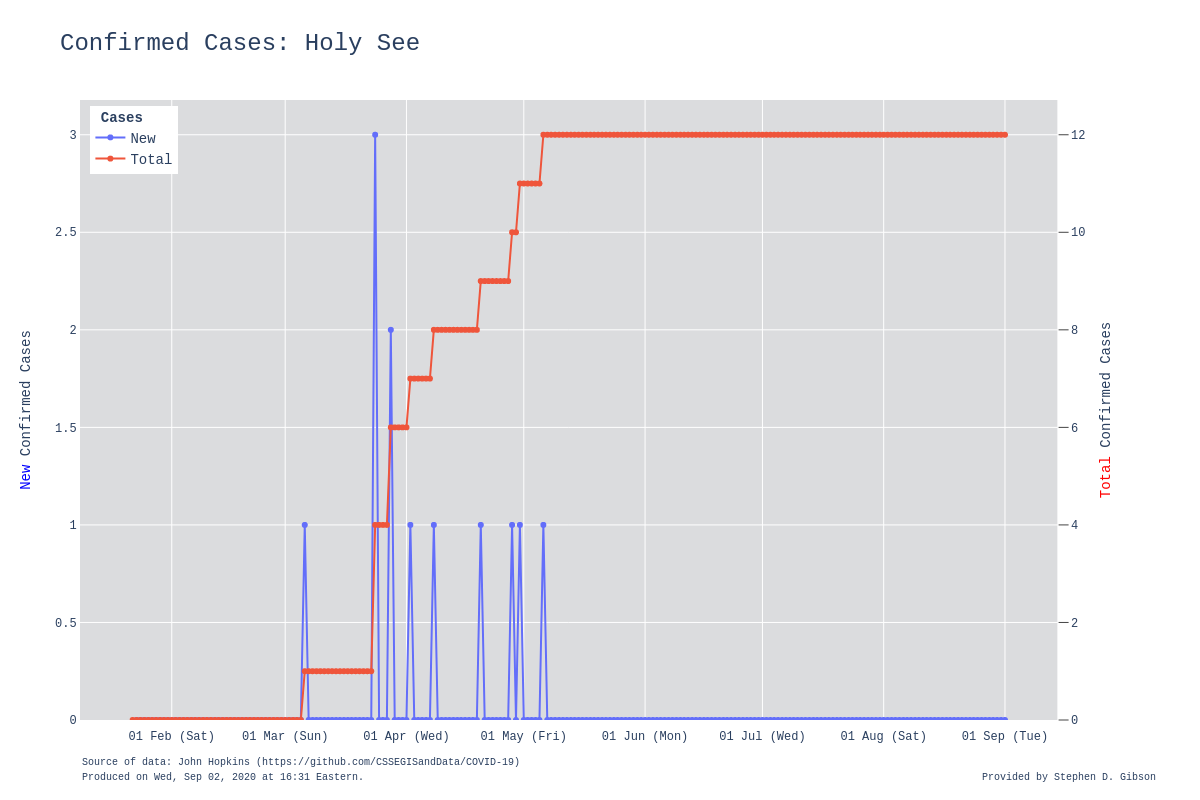 Confirmed Cases: Holy See
Cases
New
Total
3
2.5
2
1.5
1
0.5
0
12
10
8
6
4
2
0
New Confirmed Cases
Total Confirmed Cases
01 Feb (Sat) 01 Mar (Sun) 01 Apr (Wed) 01 May (Fri) 01 Jun (Mon) 01 Jul (Wed) 01 Aug (Sat) 01 Sep (Tue)
Source of data: John Hopkins (https://github.com/CSSEGISandData/COVID-19)
Produced on Wed, Sep 02, 2020 at 16:31 Eastern.
Provided by Stephen D. Gibson